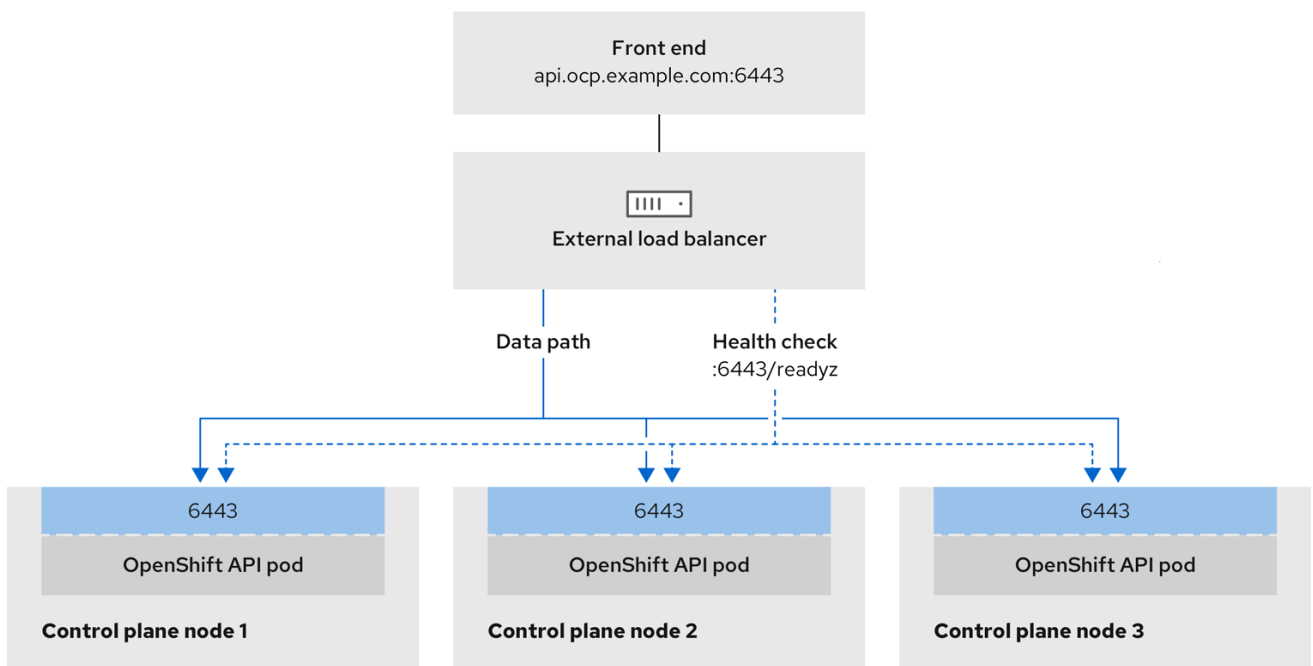 Front end
api.ocp.example.com:6443
External load balancer
Data path
Health check
:6443/readyz
6443
OpenShift API pod
Control plane node 1
6443
OpenShift API pod
Control plane node 2
6443
OpenShift API pod
Control plane node 3